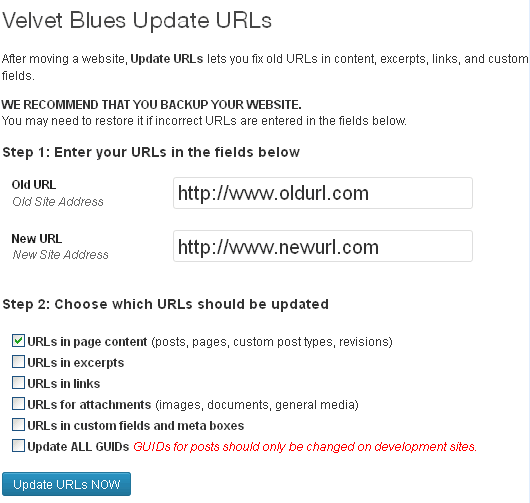 Velvet Blues Update URLs
After moving a website, Update URLs lets you fix old URLs in content, excerpts, links, and custom
fields.
WE RECOMMEND THAT YOU BACKUP YOUR WEBSITE.
You may need to restore it if incorrect URLs are entered in the fields below.
Step 1: Enter your URLs in the fields below
Old URL
http://www.oldurl.com
Old Site Address
New URL
http://www.newurl.com
New Site Address
Step 2: Choose which URLs should be updated
URLs in page content (posts, pages, custom post types, revisions)
URLs in excerpts
URLs in links
URLs for attachments (images, documents, general media)
URLs in custom fields and meta boxes
Update ALL GUIDs GUIDs for posts should only be changed on development sites.
Update URLs NOW